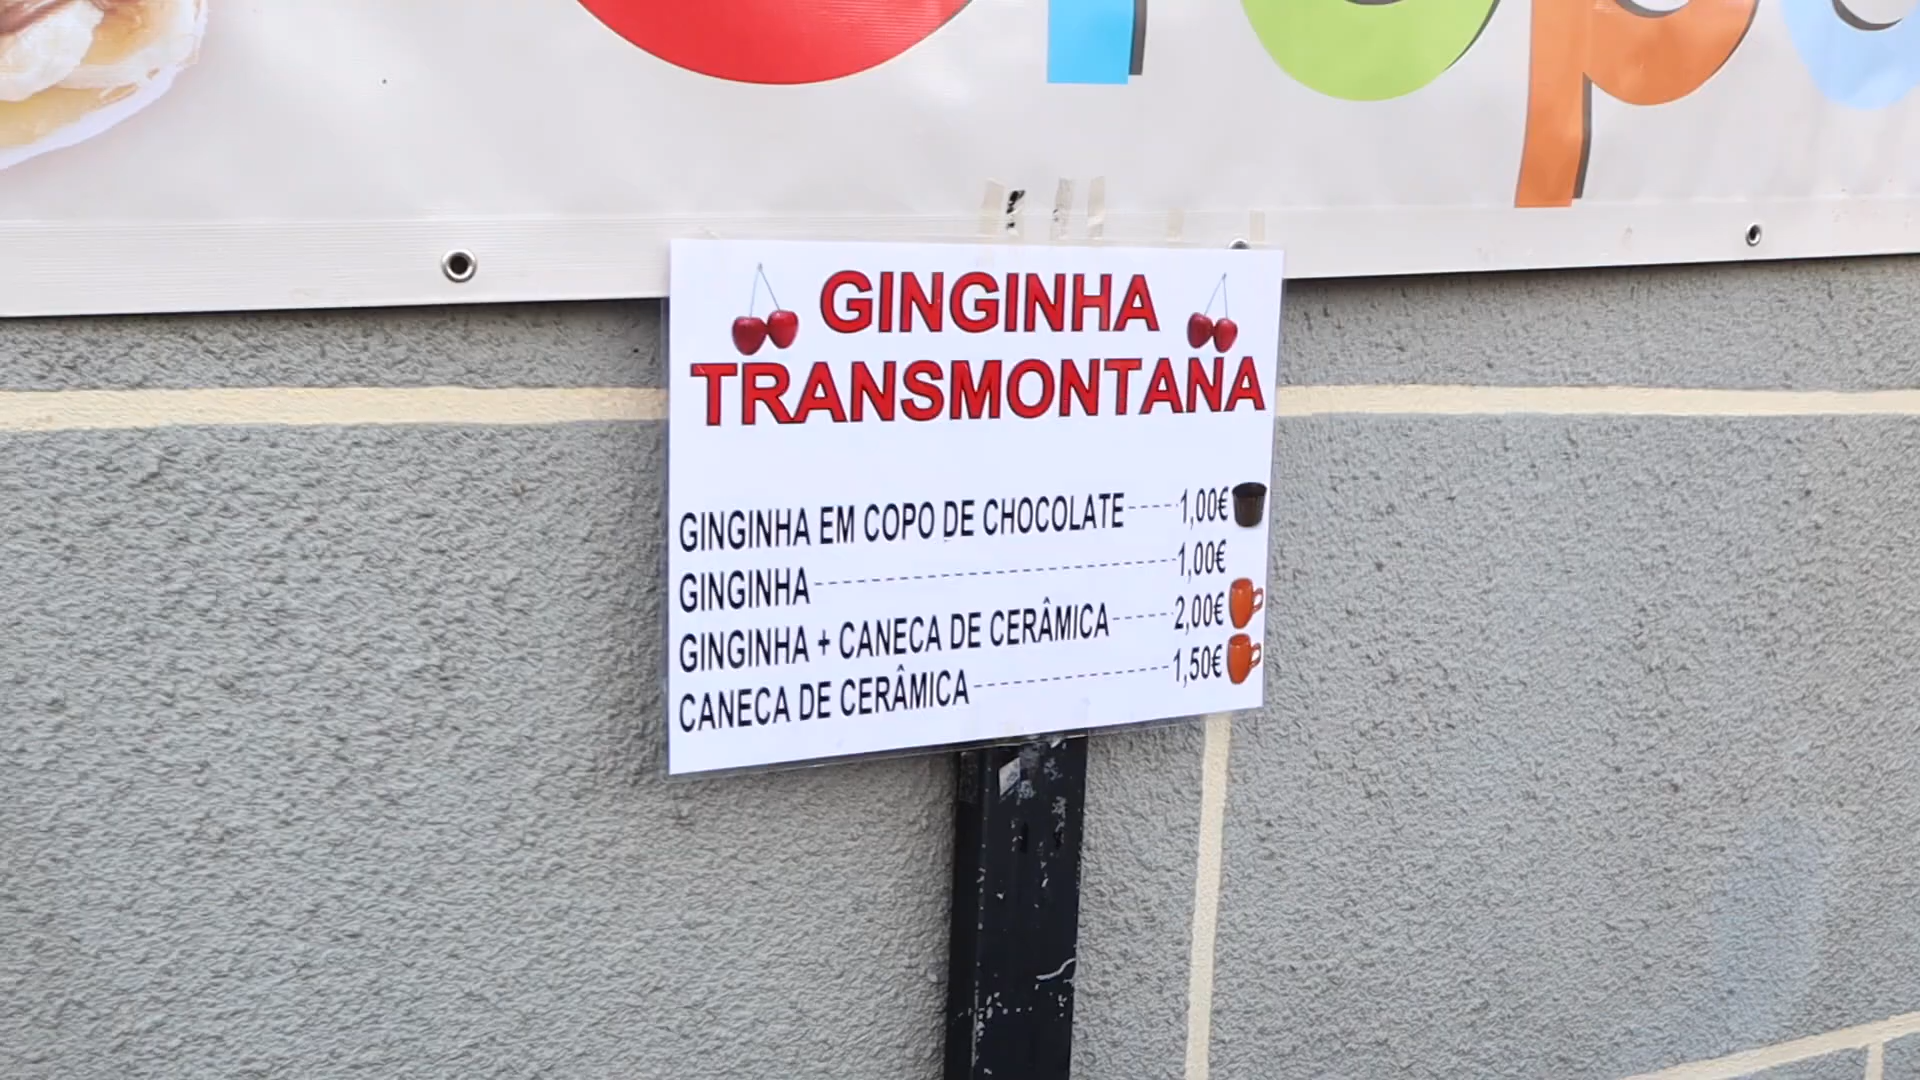 GINGINHA
TRANSMONTANA
GINGINHA EM COPO DE CHOCOLATE-----1,00€
GINGINHA------------------------------1,00€
GINGINHA + CANECA DE CERÂMICA-----2,00€
CANECA DE CERÂMICA----------------1,50€